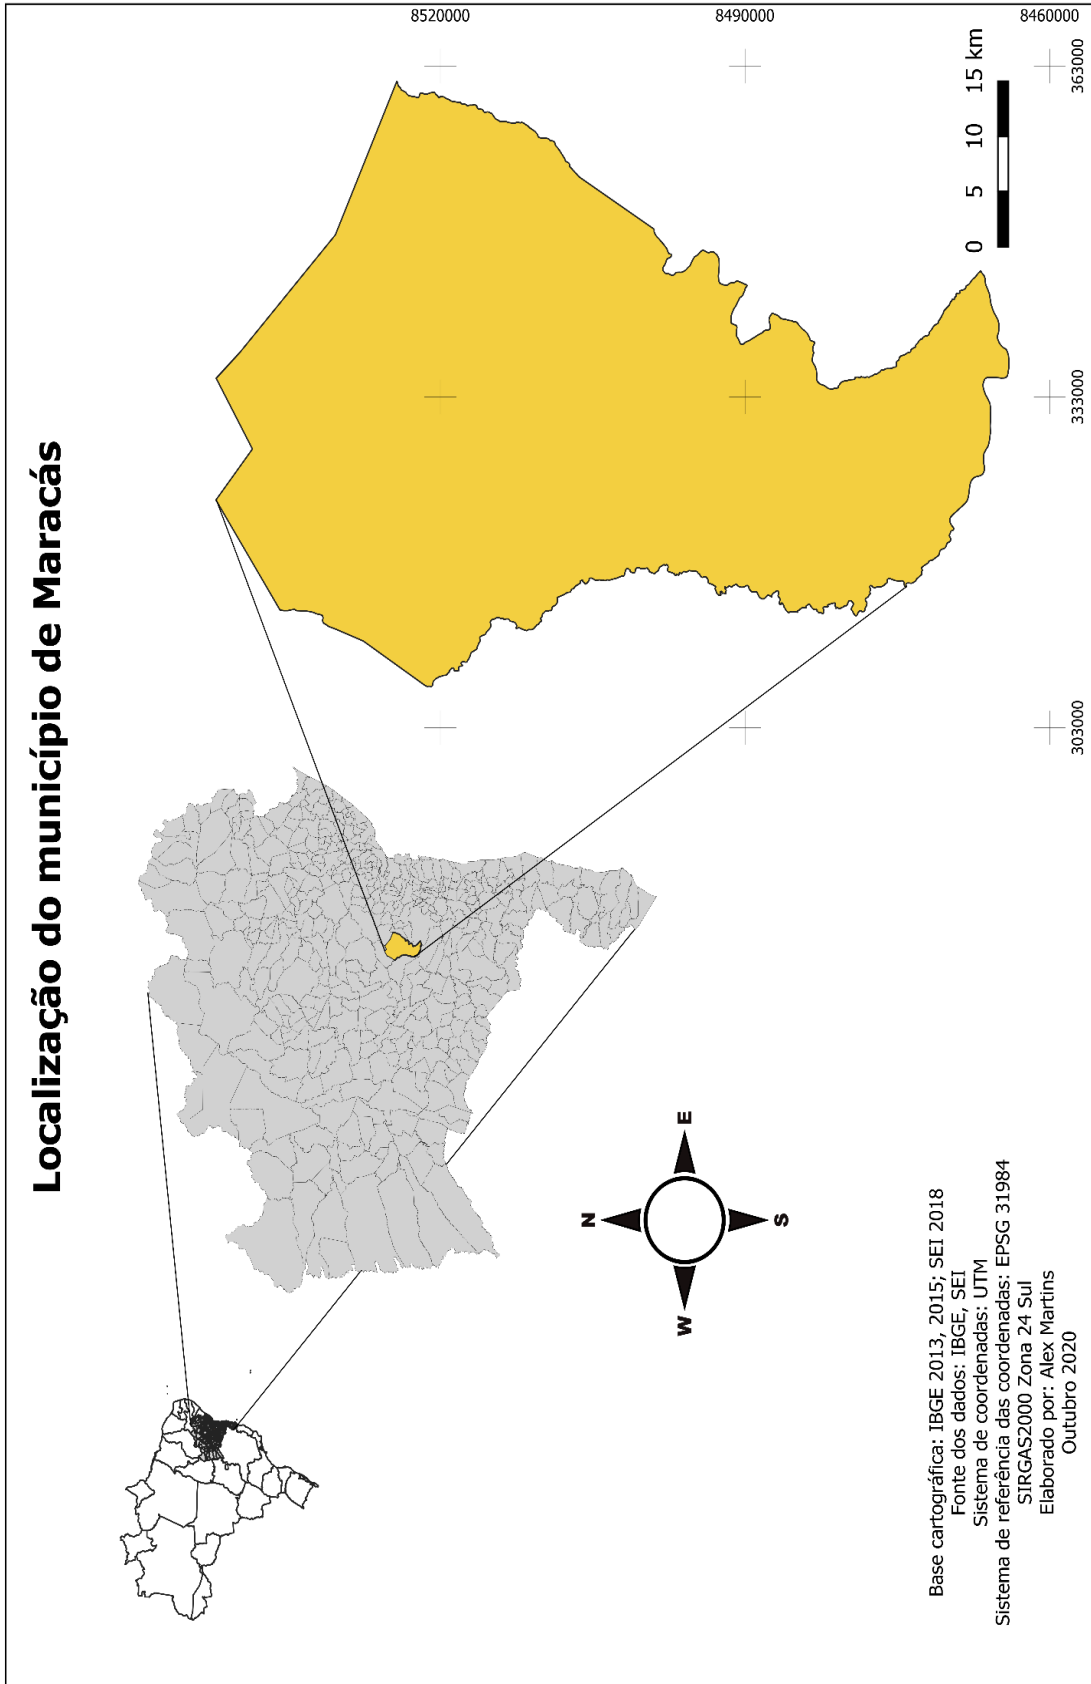 Localização do município de Maracás
8520000
8490000
8460000
303000
333000
363000
0 5 10 15 km
N
W E
S
Base cartográfica: IBGE 2013, 2015; SEI 2018
Fonte dos dados: IBGE, SEI
Sistema de coordenadas: UTM
Sistema de referência das coordenadas: EPSG 31984
SIRGAS2000 Zona 24 Sul
Elaborado por: Alex Martins
Outubro 2020